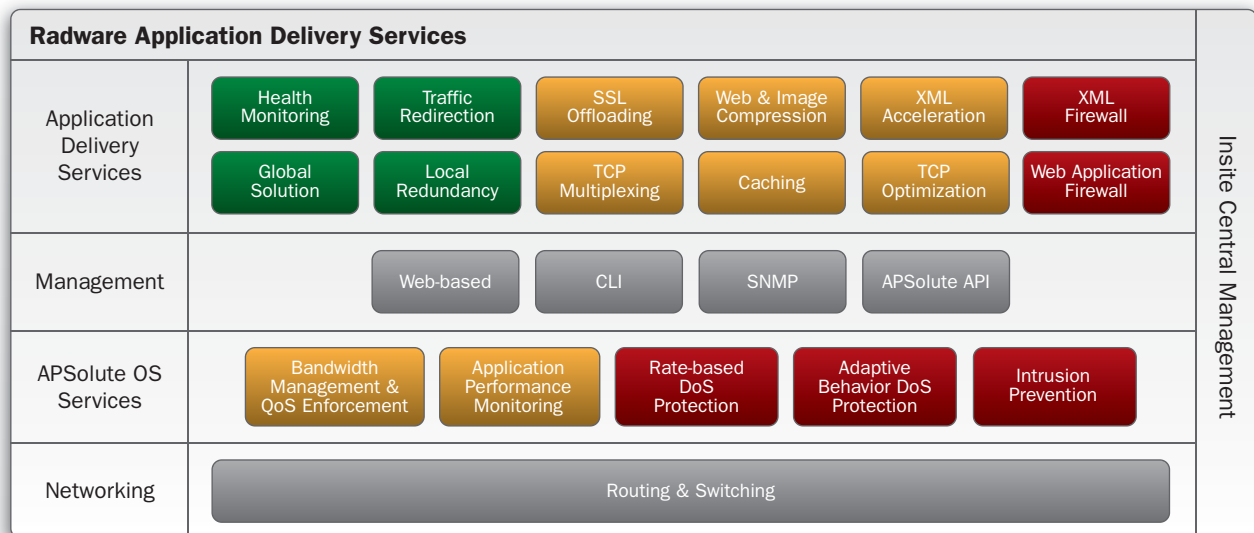 Radware Application Delivery Services
Application
Delivery
Services
Health
Monitoring
Traffic
Redirection
SSL
Offloading
Web & Image
Compression
XML
Acceleration
XML
Firewall
Global
Solution
Local
Redundancy
TCP
Multiplexing
Caching
TCP
Optimization
Web Application
Firewall
Management
Web-based
CLI
SNMP
APSolute API
APSolute OS
Services
Bandwidth
Management &
QoS Enforcement
Application
Performance
Monitoring
Rate-based
DoS
Protection
Adaptive
Behavior DoS
Protection
Intrusion
Prevention
Networking
Routing & Switching
Insite Central Management